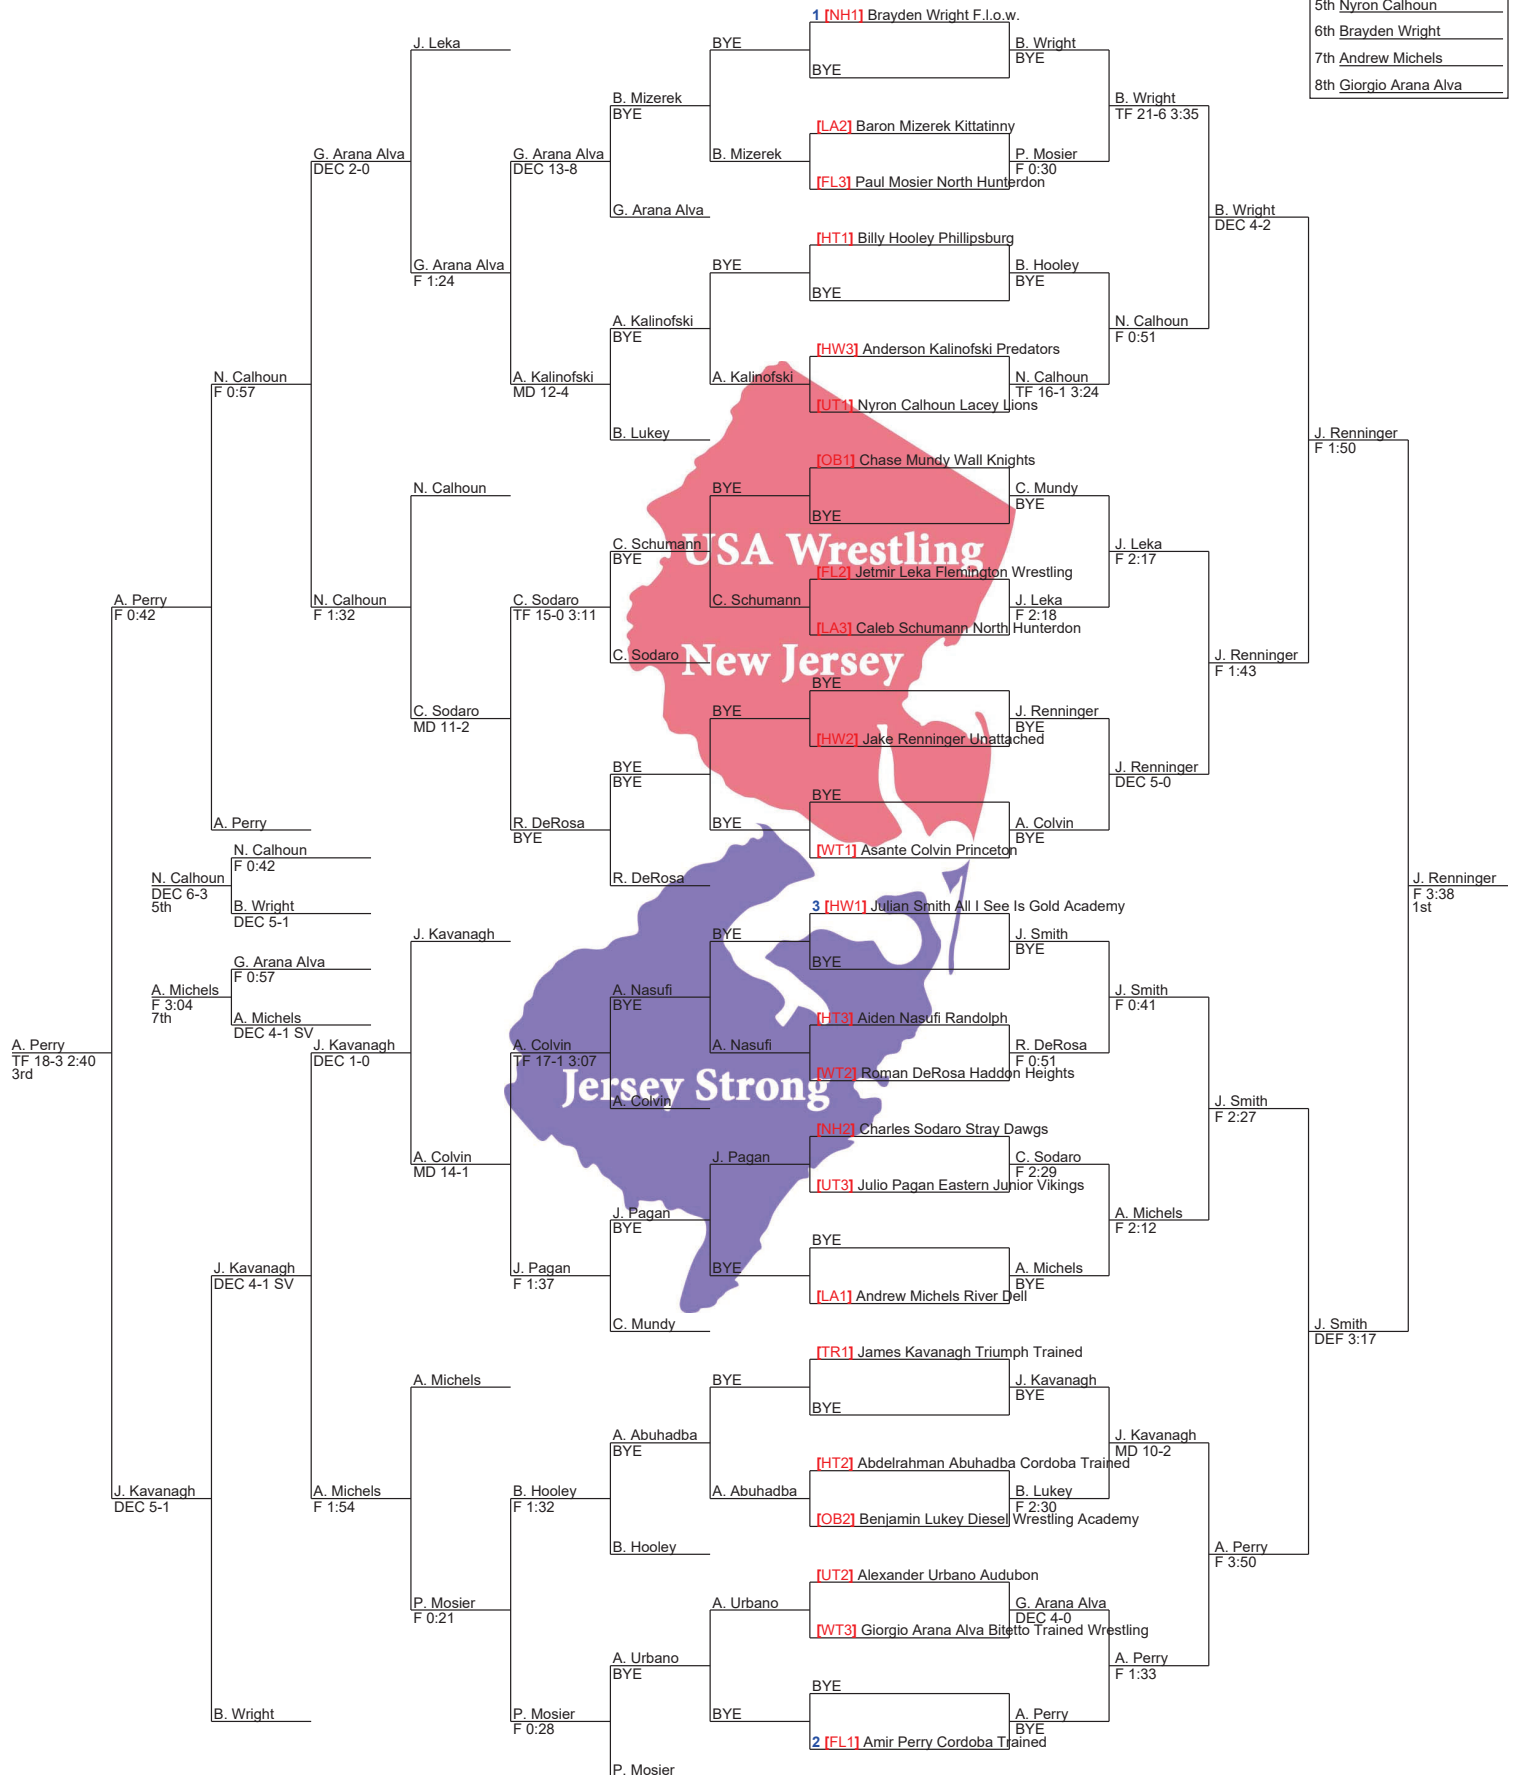 5th Nyron Calhoun
6th Brayden Wright
7th Andrew Michels
8th Giorgio Arana Alva
1 [NH1] Brayden Wright F.l.o.w.
BYE
[LA2] Baron Mizerek Kittatinny
[FL3] Paul Mosier North Hunterdon
[HT1] Billy Hooley Phillipsburg
BYE
[HW3] Anderson Kalinofski Predators
[UT1] Nyron Calhoun Lacey Lions
[OB1] Chase Mundy Wall Knights
BYE
[FL2] Jetmir Leka Flemington Wrestling
[LA3] Caleb Schumann North Hunterdon
BYE
[HW2] Jake Renninger Unattached
BYE
[WT1] Asante Colvin Princeton
3 [HW1] Julian Smith All I See Is Gold Academy
BYE
[HT3] Aiden Nasufi Randolph
[WT2] Roman DeRosa Haddon Heights
[NH2] Charles Sodaro Stray Dawgs
[UT3] Julio Pagan Eastern Junior Vikings
BYE
[LA1] Andrew Michels River Dell
[TR1] James Kavanagh Triumph Trained
BYE
[HT2] Abdelrahman Abuhadba Cordoba Trained
[OB2] Benjamin Lukey Diesel Wrestling Academy
[UT2] Alexander Urbano Audubon
[WT3] Giorgio Arana Alva Bitetto Trained Wrestling
BYE
2 [FL1] Amir Perry Cordoba Trained
B. Wright
BYE
P. Mosier
F 0:30
B. Hooley
BYE
N. Calhoun
TF 16-1 3:24
C. Mundy
BYE
J. Leka
F 2:18
J. Renninger
BYE
A. Colvin
BYE
J. Smith
BYE
R. DeRosa
F 0:51
C. Sodaro
F 2:29
A. Michels
BYE
J. Kavanagh
BYE
B. Lukey
F 2:30
G. Arana Alva
DEC 4-0
A. Perry
BYE
B. Wright
TF 21-6 3:35
N. Calhoun
F 0:51
J. Leka
F 2:17
J. Renninger
DEC 5-0
J. Smith
F 0:41
A. Michels
F 2:12
J. Kavanagh
MD 10-2
A. Perry
F 1:33
B. Wright
DEC 4-2
J. Renninger
F 1:43
J. Smith
F 2:27
A. Perry
F 3:50
J. Renninger
F 1:50
J. Smith
DEF 3:17
J. Renninger
F 3:38
1st
BYE
B. Mizerek
BYE
A. Kalinofski
BYE
C. Schumann
BYE
BYE
BYE
A. Nasufi
J. Pagan
BYE
BYE
A. Abuhadba
A. Urbano
BYE
B. Mizerek
BYE
G. Arana Alva
A. Kalinofski
BYE
B. Lukey
C. Schumann
BYE
C. Sodaro
BYE
BYE
R. DeRosa
A. Nasufi
BYE
A. Colvin
J. Pagan
BYE
C. Mundy
A. Abuhadba
BYE
B. Hooley
A. Urbano
BYE
P. Mosier
G. Arana Alva
DEC 13-8
A. Kalinofski
MD 12-4
C. Sodaro
TF 15-0 3:11
R. DeRosa
BYE
A. Colvin
TF 17-1 3:07
J. Pagan
F 1:37
B. Hooley
F 1:32
P. Mosier
F 0:28
J. Leka
G. Arana Alva
F 1:24
N. Calhoun
C. Sodaro
MD 11-2
J. Kavanagh
A. Colvin
MD 14-1
A. Michels
P. Mosier
F 0:21
G. Arana Alva
DEC 2-0
N. Calhoun
F 1:32
J. Kavanagh
DEC 1-0
A. Michels
F 1:54
N. Calhoun
F 0:57
A. Perry
J. Kavanagh
DEC 4-1 SV
B. Wright
A. Perry
F 0:42
J. Kavanagh
DEC 5-1
A. Perry
TF 18-3 2:40
3rd
N. Calhoun
F 0:42
B. Wright
DEC 5-1
N. Calhoun
DEC 6-3
5th
G. Arana Alva
F 0:57
A. Michels
DEC 4-1 SV
A. Michels
F 3:04
7th
USA Wrestling
New Jersey
Jersey Strong